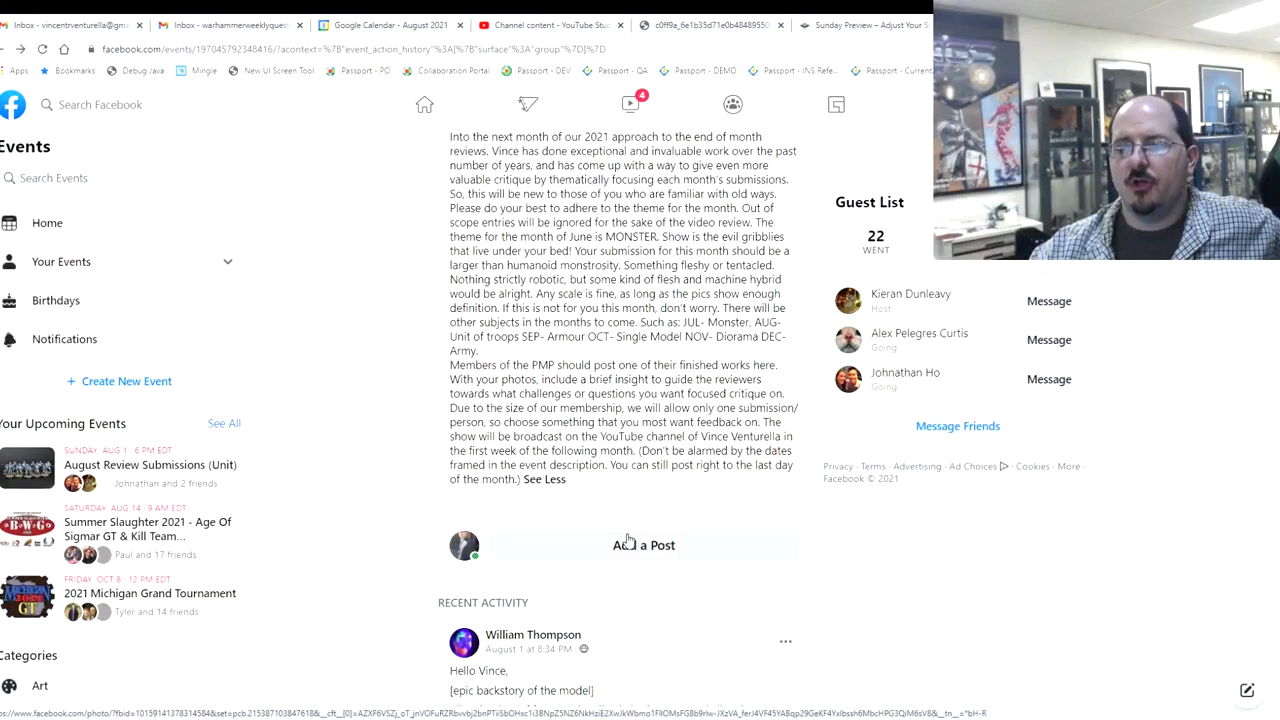 Inbox - vincentrventurella@gm
Inbox - warhammerweeklyques
Google Calendar - August 2021
Channel content - YouTube Stu
c0ff9a_6e1b35d71e0b48489550
Sunday Preview – Adjust Your S
facebook.com/events/197045792348416/?acontext=%7B"event_action_history"%3A[%7B"surface"%3A"group"%7D]%7D
Apps
Bookmarks
Debug Java
Mingle
New UI Screen Tool
Passport - PO
Collaboration Portal
Passport - DEV
Passport - QA
Passport - DEMO
Passport - INS Refe...
Passport - Current
Search Facebook
4
Events
Search Events
Home
Your Events
Birthdays
Notifications
+ Create New Event
Your Upcoming Events
See All
SUNDAY, AUG 1 · 6 PM EDT
August Review Submissions (Unit)
Johnathan and 2 friends
SATURDAY, AUG 14 · 9 AM EDT
Summer Slaughter 2021 - Age Of
Sigmar GT & Kill Team...
Paul and 17 friends
FRIDAY, OCT 8 · 12 PM EDT
2021 Michigan Grand Tournament
Tyler and 14 friends
Categories
Art
Into the next month of our 2021 approach to the end of month
reviews. Vince has done exceptional and invaluable work over the past
number of years, and has come up with a way to give even more
valuable critique by thematically focusing each month's submissions.
So, this will be new to those of you who are familiar with old ways.
Please do your best to adhere to the theme for the month. Out of
scope entries will be ignored for the sake of the video review. The
theme for the month of June is MONSTER. Show is the evil gribblies
that live under your bed! Your submission for this month should be a
larger than humanoid monstrosity. Something fleshy or tentacled.
Nothing strictly robotic, but some kind of flesh and machine hybrid
would be alright. Any scale is fine, as long as the pics show enough
definition. If this is not for you this month, don't worry. There will be
other subjects in the months to come. Such as: JUL- Monster, AUG-
Unit of troops SEP- Armour OCT- Single Model NOV- Diorama DEC-
Army.
Members of the PMP should post one of their finished works here.
With your photos, include a brief insight to guide the reviewers
towards what challenges or questions you want focused critique on.
Due to the size of our membership, we will allow only one submission/
person, so choose something that you most want feedback on. The
show will be broadcast on the YouTube channel of Vince Venturella in
the first week of the following month. (Don't be alarmed by the dates
framed in the event description. You can still post right to the last day
of the month.) See Less
Add a Post
RECENT ACTIVITY
William Thompson
August 1 at 8:34 PM ·
Hello Vince,
[epic backstory of the model]
Guest List
22
WENT
Kieran Dunleavy
Host
Message
Alex Pelegres Curtis
Going
Message
Johnathan Ho
Going
Message
Message Friends
Privacy · Terms · Advertising · Ad Choices · Cookies · More ·
Facebook © 2021